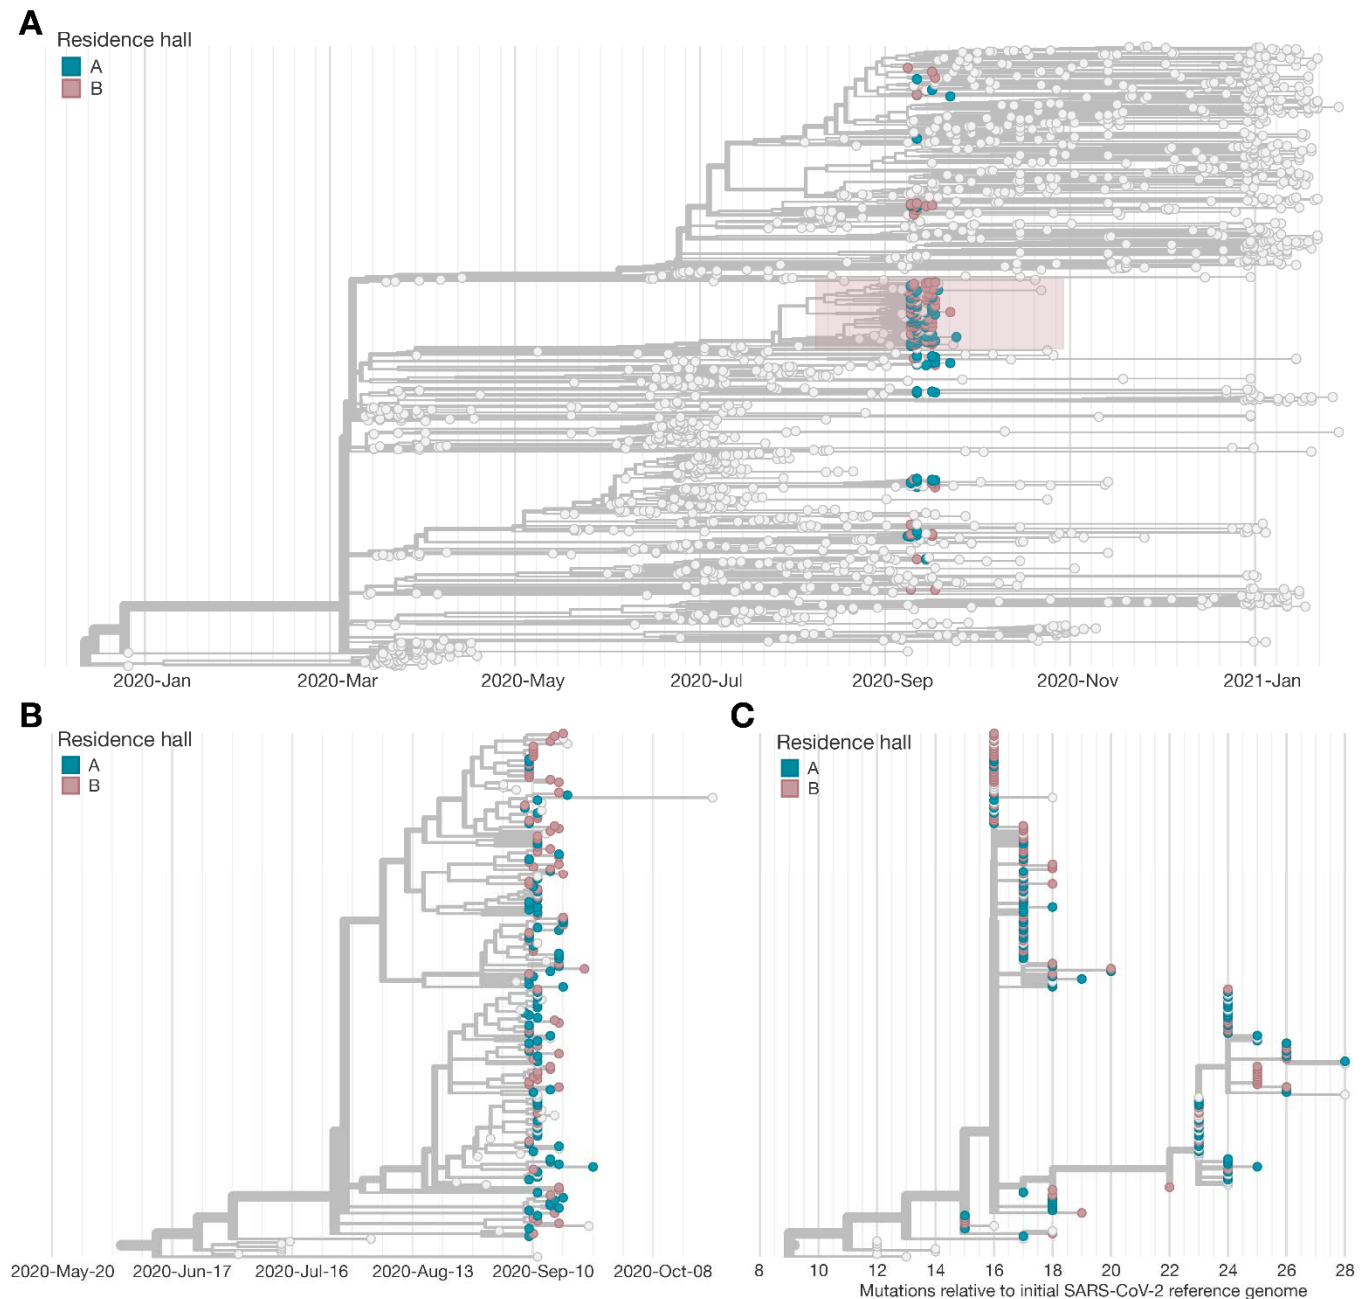 A
Residence hall
A
B
2020-Jan 2020-Mar 2020-May 2020-Jul 2020-Sep 2020-Nov 2021-Jan
B
Residence hall
A
B
2020-May-20 2020-Jun-17 2020-Jul-16 2020-Aug-13 2020-Sep-10 2020-Oct-08
C
Residence hall
A
B
8 10 12 14 16 18 20 22 24 26 28
Mutations relative to initial SARS-CoV-2 reference genome